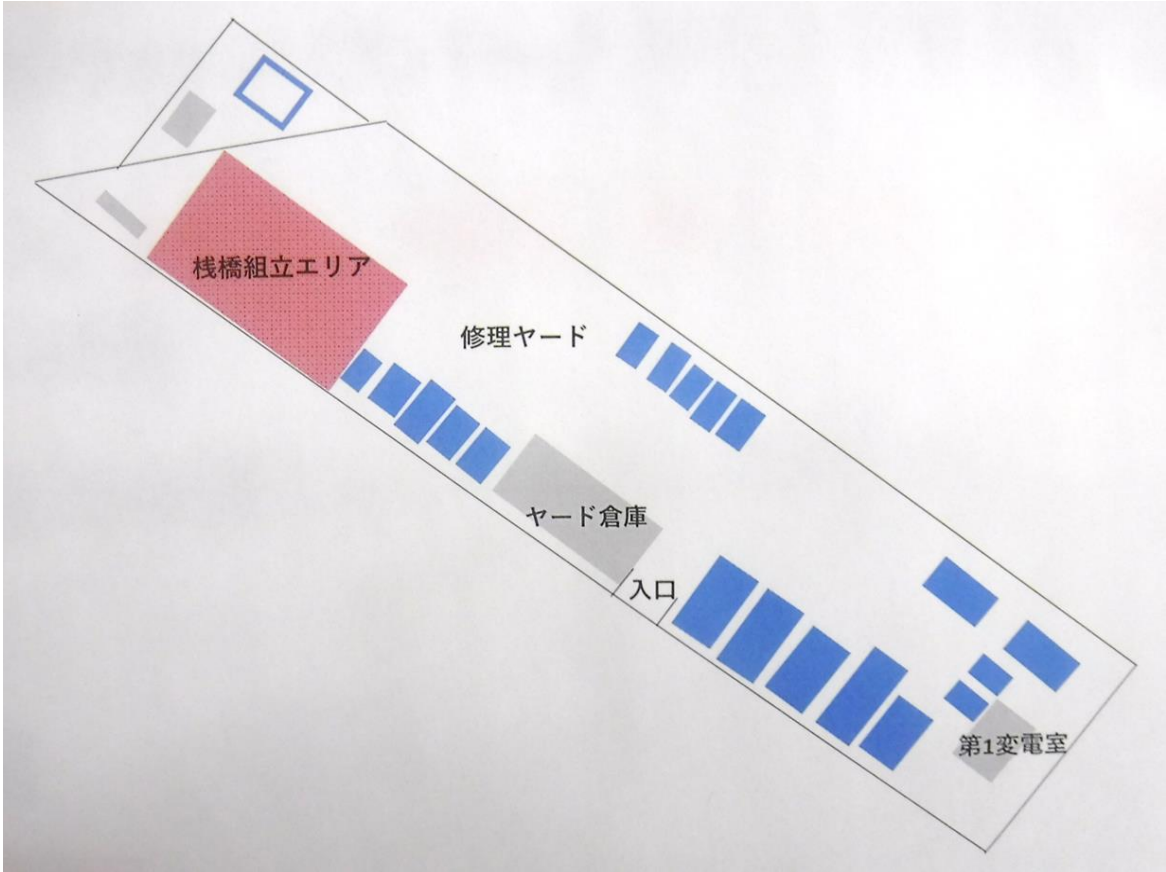 桟橋組立エリア
修理ヤード
ヤード倉庫
入口
第1変電室